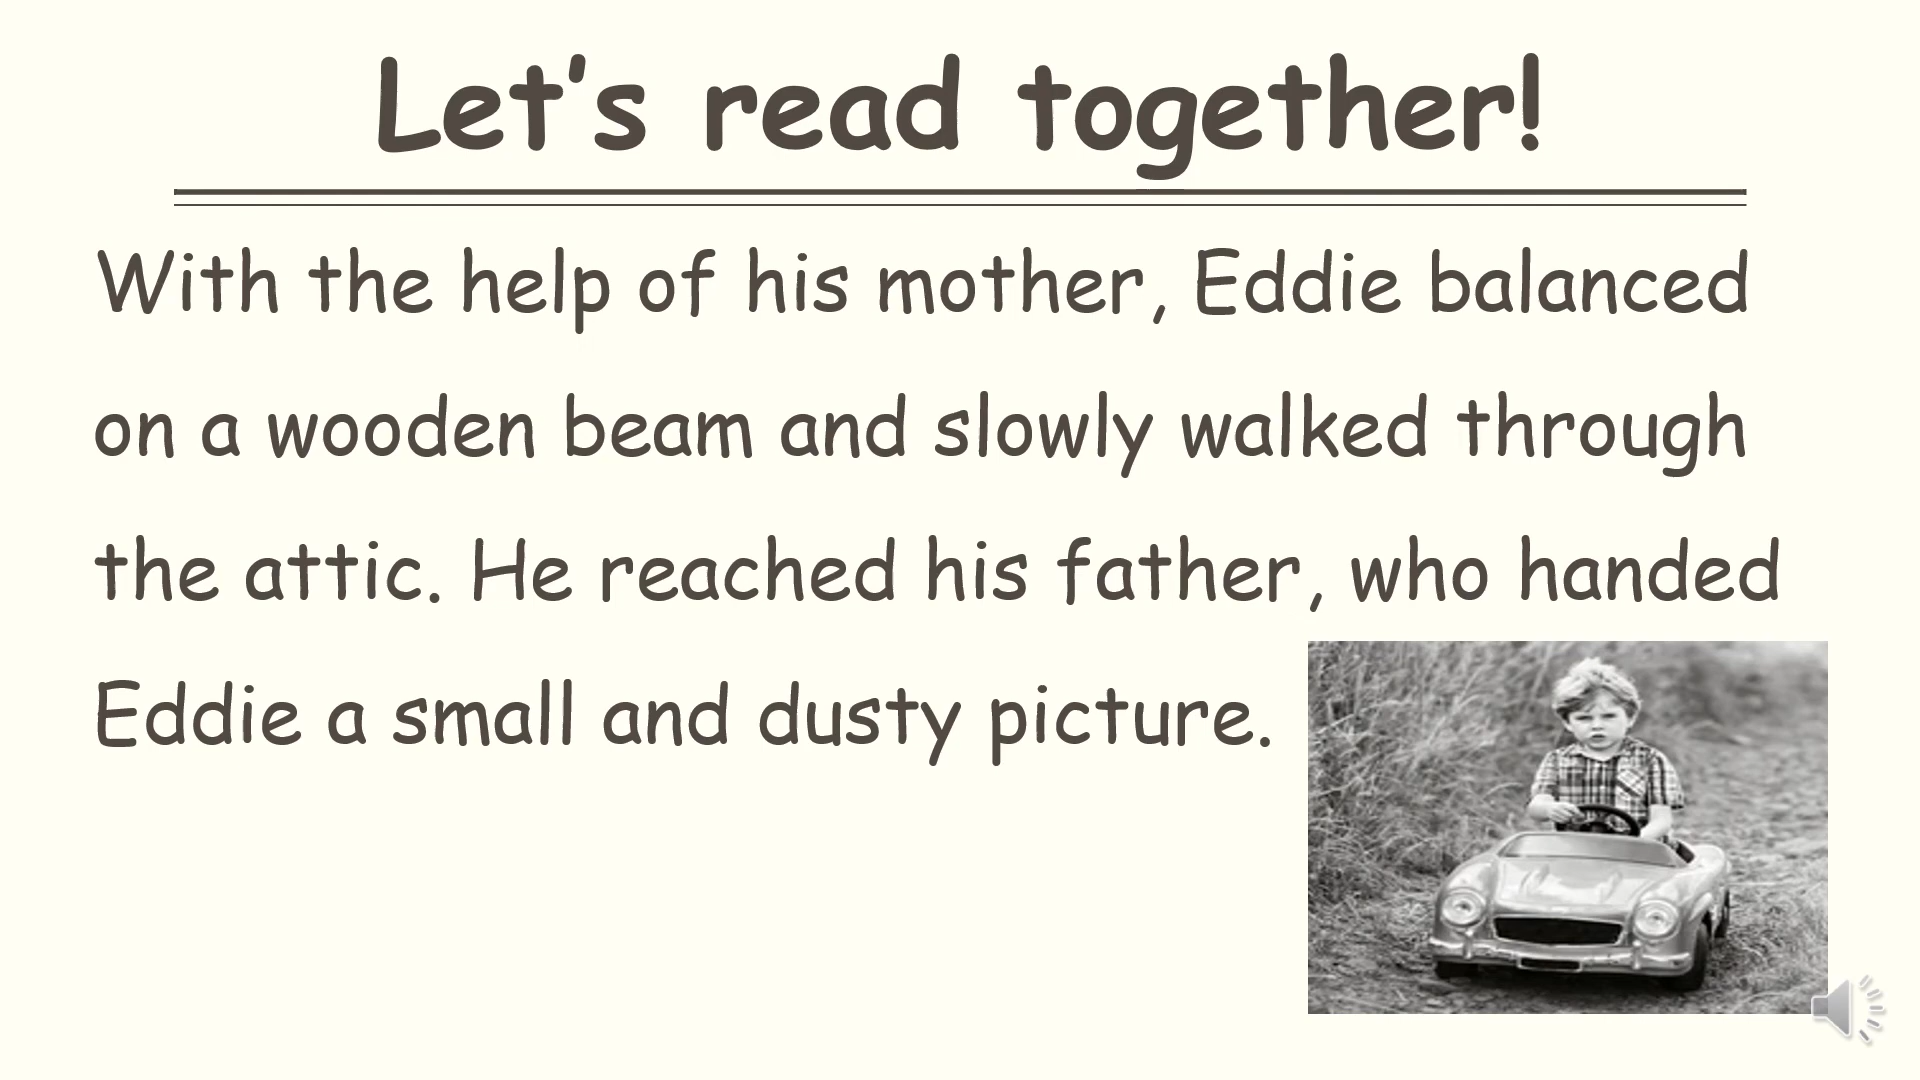 Let’s read together!
With the help of his mother, Eddie balanced
on a wooden beam and slowly walked through
the attic. He reached his father, who handed
Eddie a small and dusty picture.